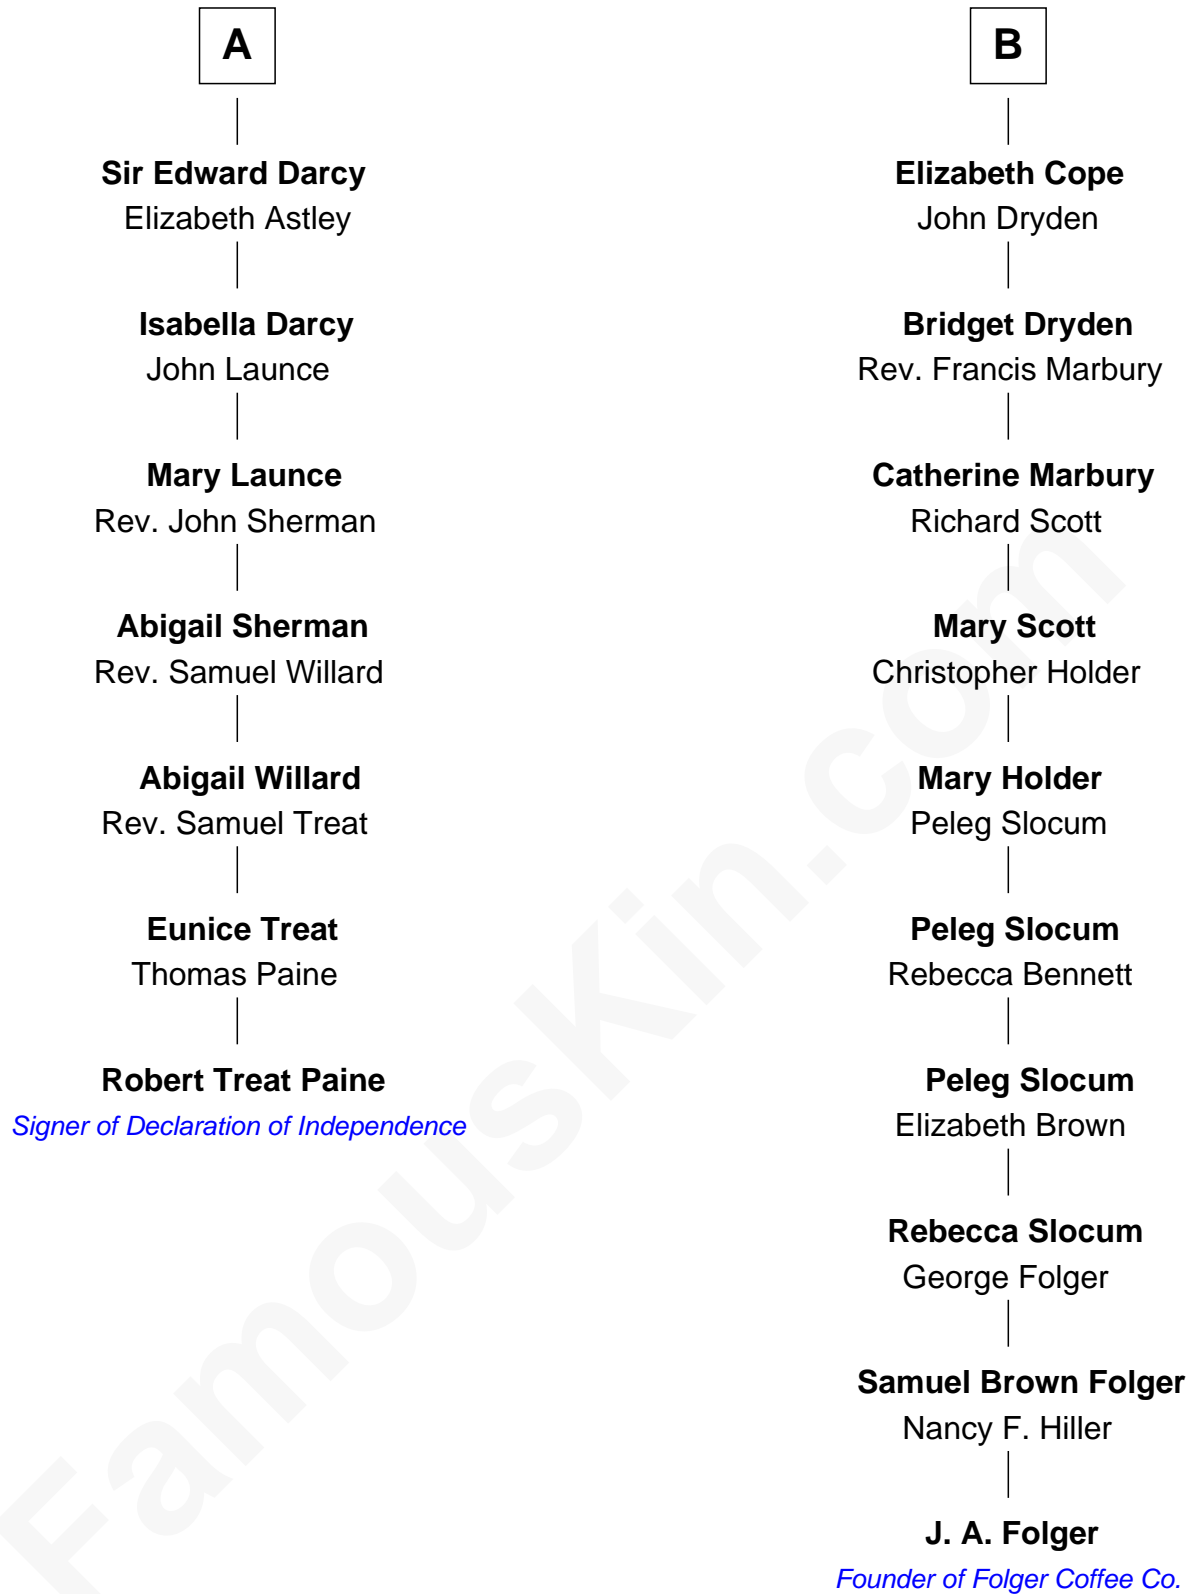 A
Sir Edward Darcy
Elizabeth Astley
Isabella Darcy
John Launce
Mary Launce
Rev. John Sherman
Abigail Sherman
Rev. Samuel Willard
Abigail Willard
Rev. Samuel Treat
Eunice Treat
Thomas Paine
Robert Treat Paine
Signer of Declaration of Independence
B
Elizabeth Cope
John Dryden
Bridget Dryden
Rev. Francis Marbury
Catherine Marbury
Richard Scott
Mary Scott
Christopher Holder
Mary Holder
Peleg Slocum
Peleg Slocum
Rebecca Bennett
Peleg Slocum
Elizabeth Brown
Rebecca Slocum
George Folger
Samuel Brown Folger
Nancy F. Hiller
J. A. Folger
Founder of Folger Coffee Co.
FamousKin.com